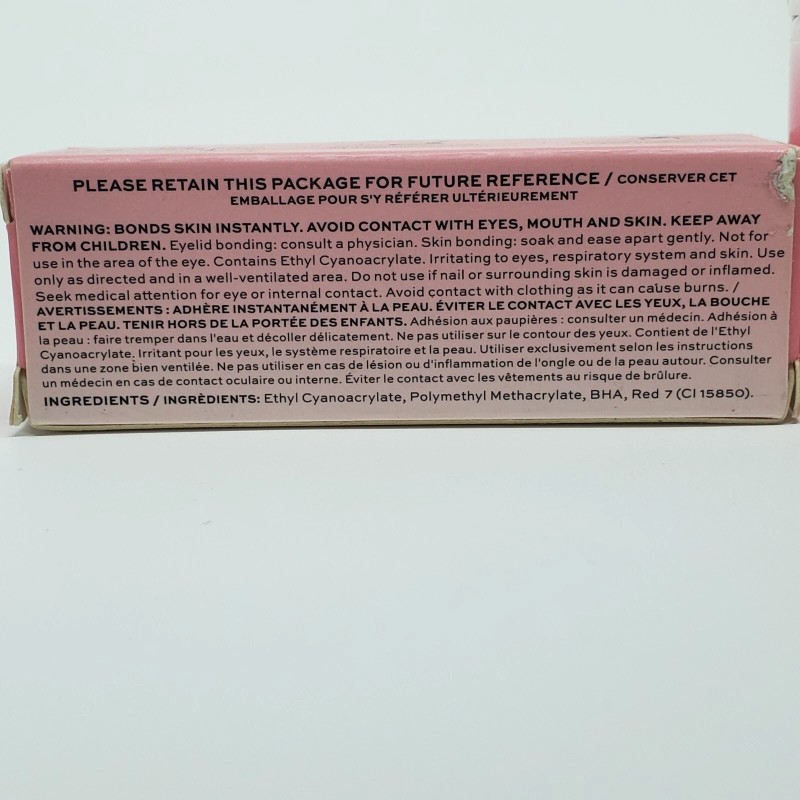 PLEASE RETAIN THIS PACKAGE FOR FUTURE REFERENCE / CONSERVER CET
EMBALLAGE POUR S'Y RÉFÉRER ULTÉRIEUREMENT
WARNING: BONDS SKIN INSTANTLY. AVOID CONTACT WITH EYES, MOUTH AND SKIN. KEEP AWAY
FROM CHILDREN. Eyelid bonding: consult a physician. Skin bonding: soak and ease apart gently. Not for
use in the area of the eye. Contains Ethyl Cyanoacrylate. Irritating to eyes, respiratory system and skin. Use
only as directed and in a well-ventilated area. Do not use if nail or surrounding skin is damaged or inflamed.
Seek medical attention for eye or internal contact. Avoid contact with clothing as it can cause burns. /
AVERTISSEMENTS : ADHÈRE INSTANTANÉMENT À LA PEAU. ÉVITER LE CONTACT AVEC LES YEUX, LA BOUCHE
ET LA PEAU. TENIR HORS DE LA PORTÉE DES ENFANTS. Adhésion aux paupières : consulter un médecin. Adhésion à
la peau : faire tremper dans l'eau et décoller délicatement. Ne pas utiliser sur le contour des yeux. Contient de l'Ethyl
Cyanoacrylate. Irritant pour les yeux, le système respiratoire et la peau. Utiliser exclusivement selon les instructions
dans une zone bien ventilée. Ne pas utiliser en cas de lésion ou d'inflammation de l'ongle ou de la peau autour. Consulter
un médecin en cas de contact oculaire ou interne. Éviter le contact avec les vêtements au risque de brûlure.
INGREDIENTS / INGRÈDIENTS: Ethyl Cyanoacrylate, Polymethyl Methacrylate, BHA, Red 7 (CI 15850).